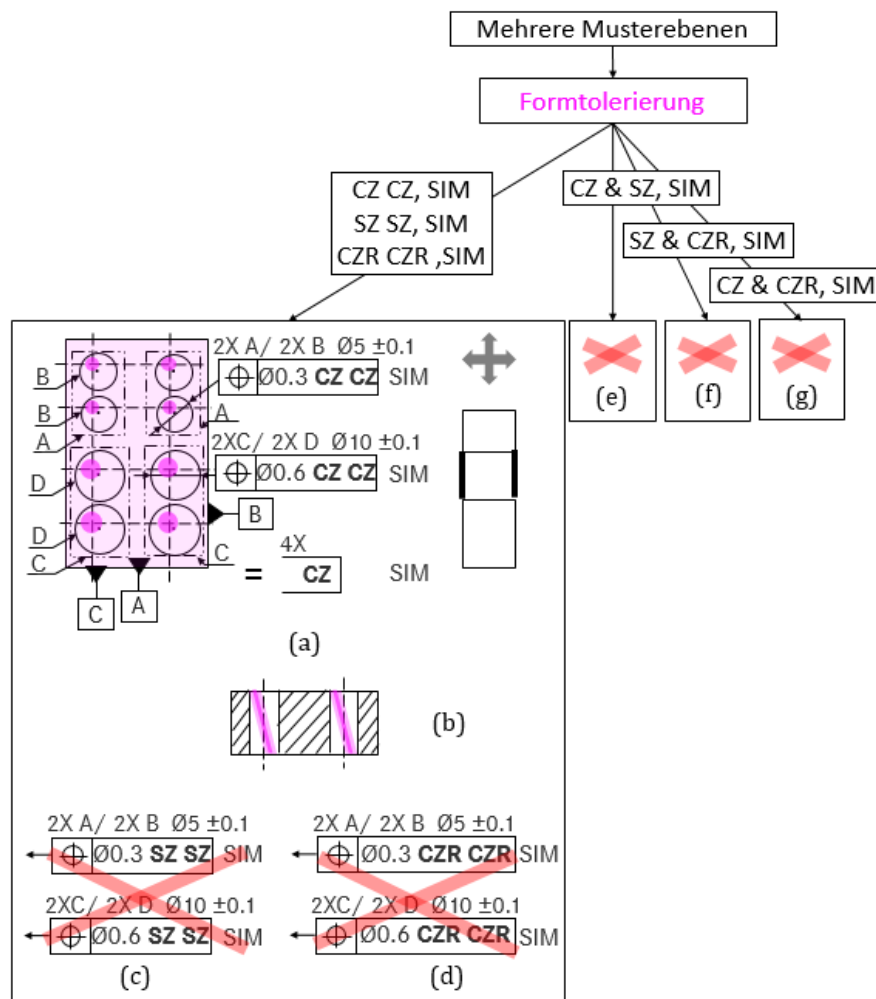 Mehrere Musterebenen
Formtolerierung
CZ CZ, SIM
SZ SZ, SIM
CZR CZR ,SIM
CZ & SZ, SIM
SZ & CZR, SIM
CZ & CZR, SIM
2X A/ 2X B Ø5 ±0.1
Ø0.3 CZ CZ SIM
B
B
A
A
2XC/ 2X D Ø10 ±0.1
Ø0.6 CZ CZ SIM
D
D
C
C
B
4X
= CZ SIM
C
A
(a)
(e)
(f)
(g)
(b)
2X A/ 2X B Ø5 ±0.1
Ø0.3 SZ SZ SIM
2XC/ 2X D Ø10 ±0.1
Ø0.6 SZ SZ SIM
(c)
2X A/ 2X B Ø5 ±0.1
Ø0.3 CZR CZR SIM
2XC/ 2X D Ø10 ±0.1
Ø0.6 CZR CZR SIM
(d)